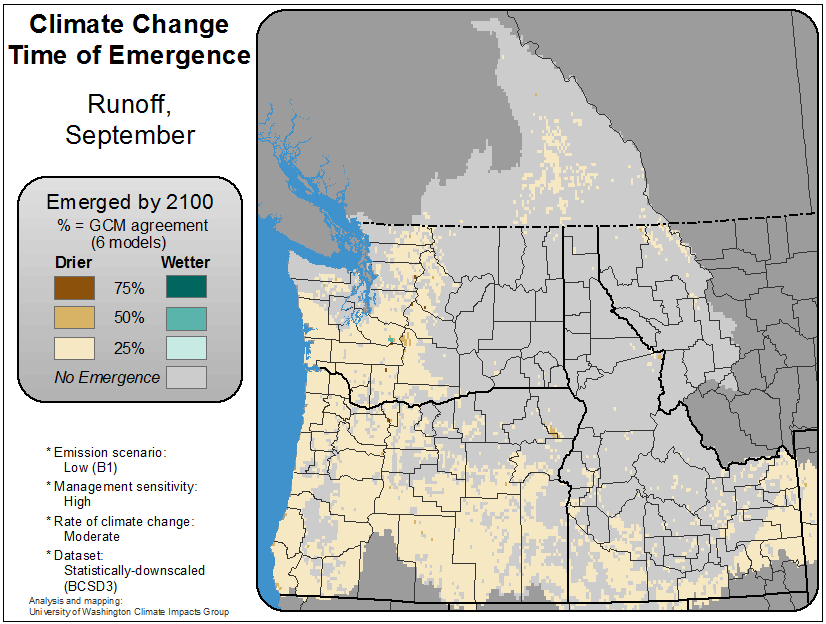 Climate Change
Time of Emergence
Runoff,
September
Emerged by 2100
% = GCM agreement
(6 models)
Drier Wetter
75%
50%
25%
No Emergence
* Emission scenario:
Low (B1)
* Management sensitivity:
High
* Rate of climate change:
Moderate
* Dataset:
Statistically-downscaled
(BCSD3)
Analysis and mapping:
University of Washington Climate Impacts Group